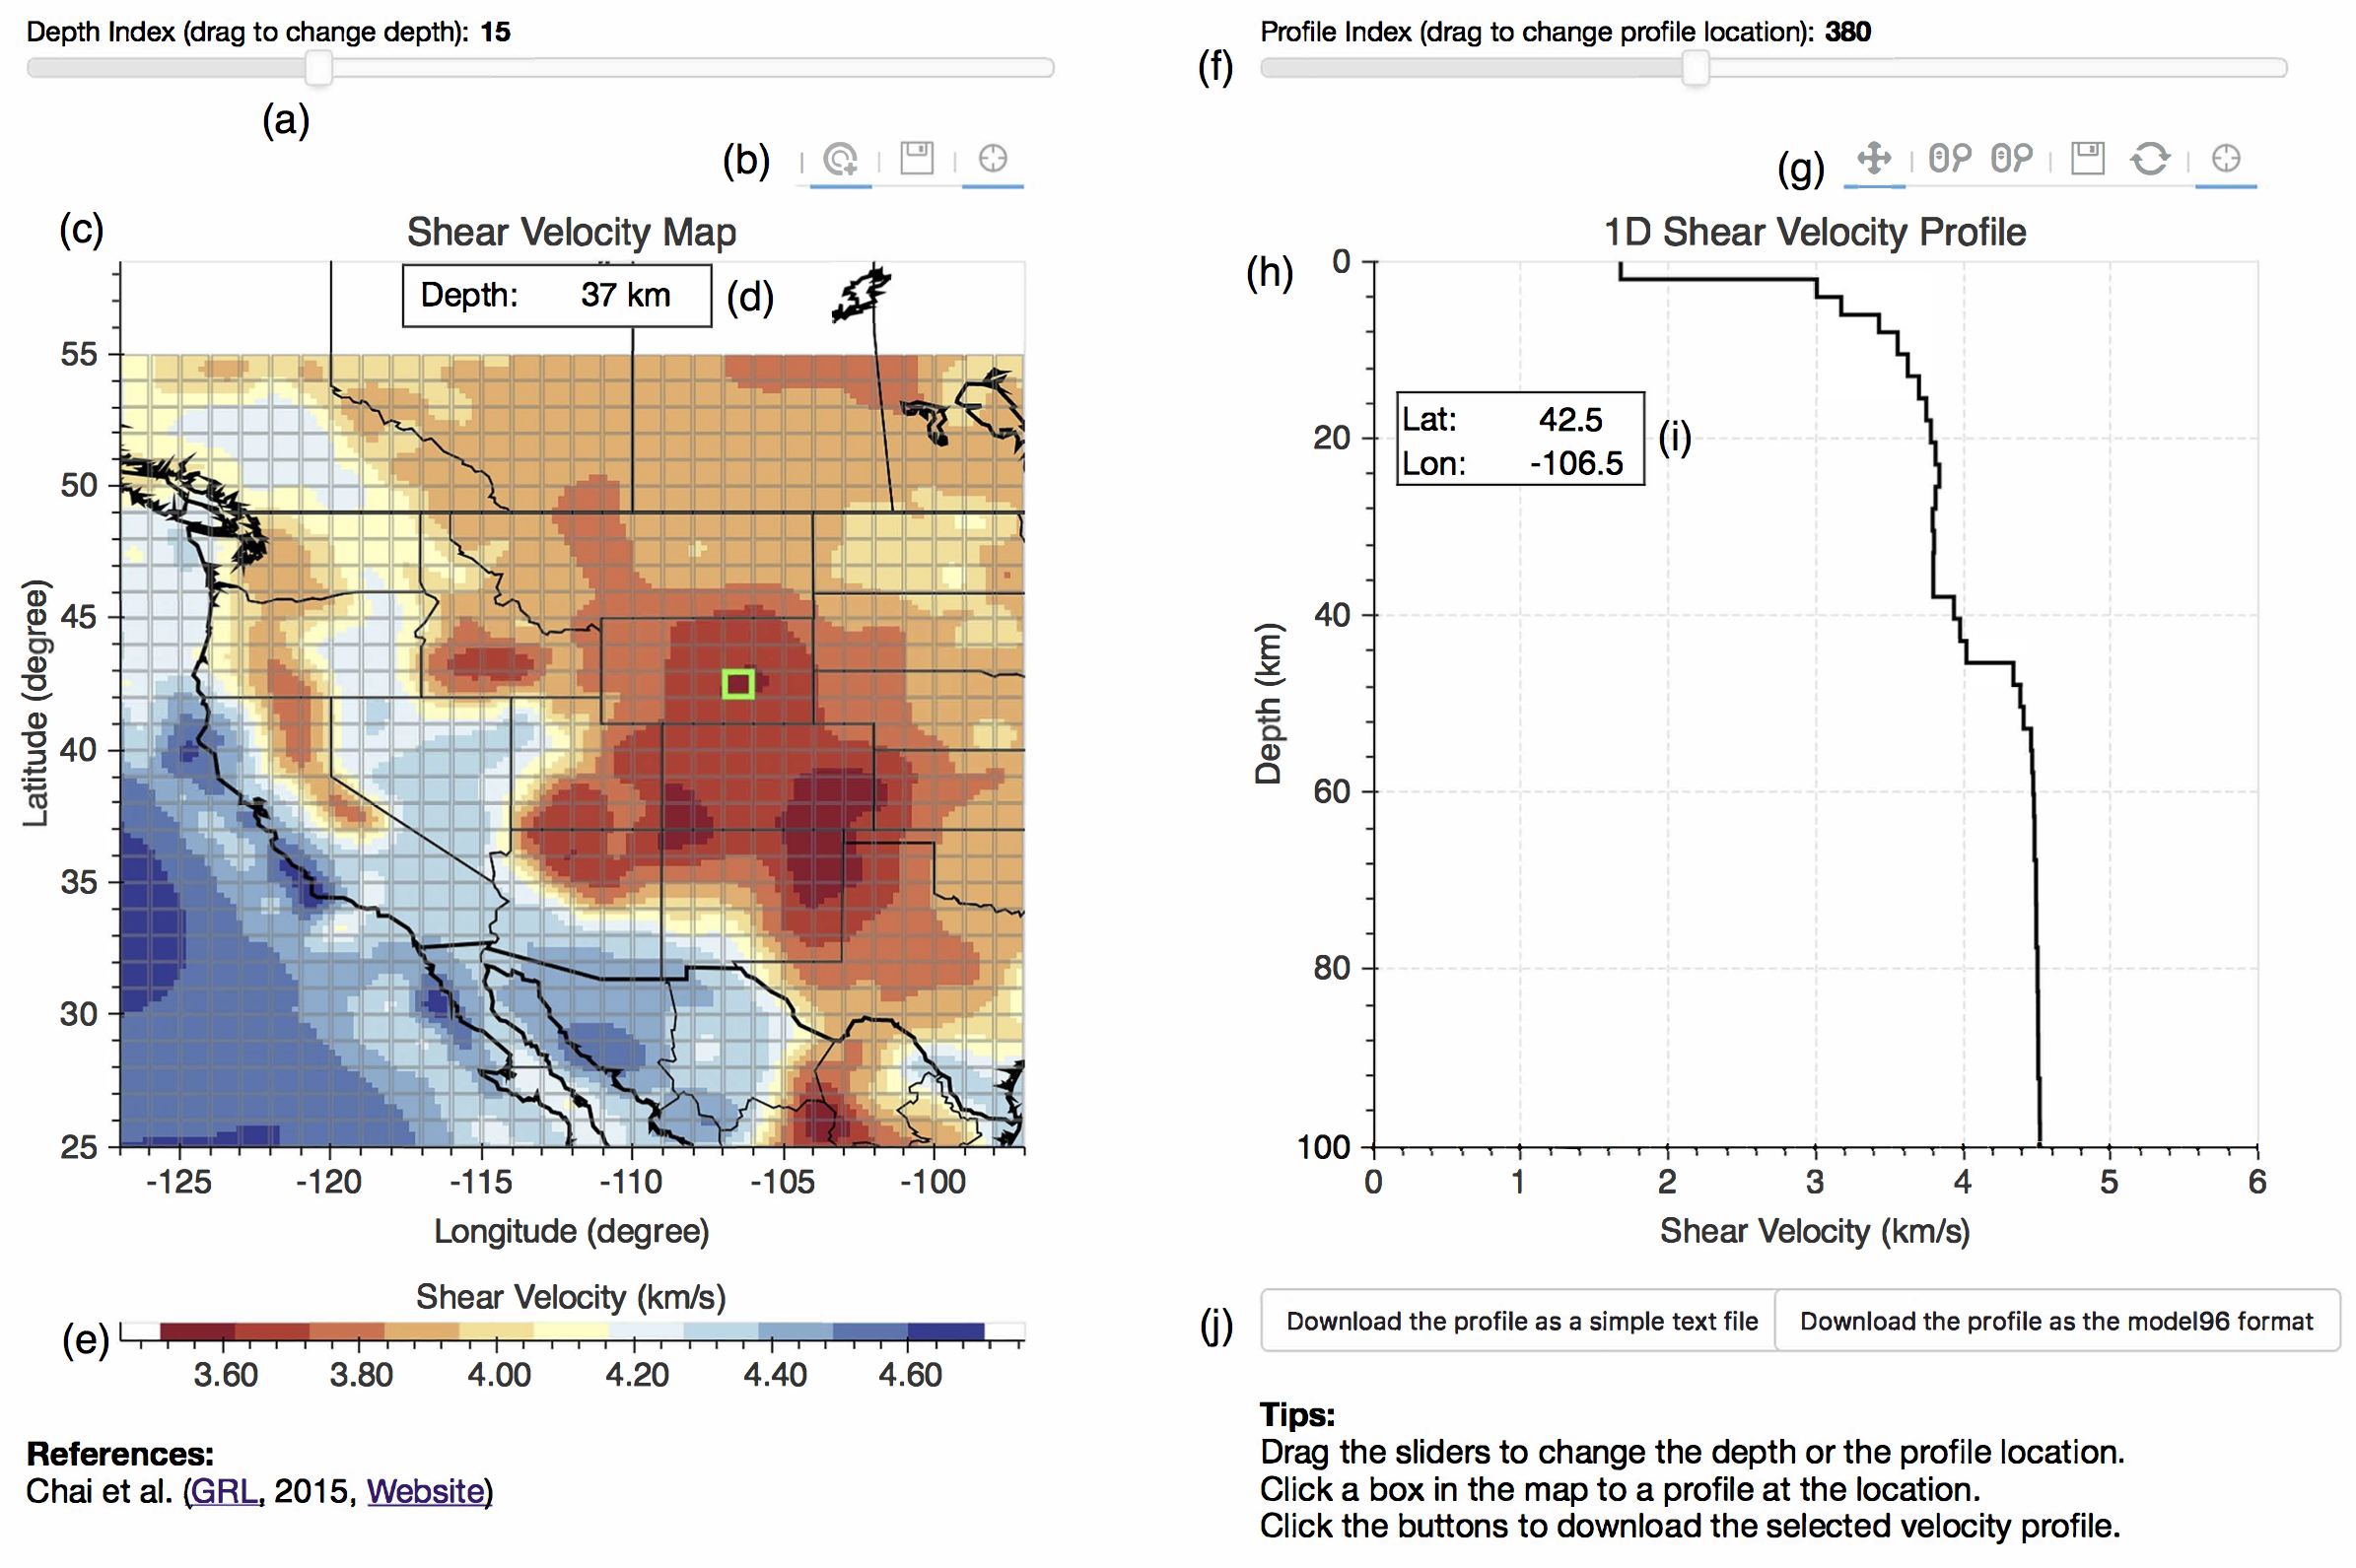 Depth Index (drag to change depth): 15
(a)
(b)
(c)
Shear Velocity Map
Depth: 37 km
(d)
55
50
45
40
35
30
25
Latitude (degree)
-125 -120 -115 -110 -105 -100
Longitude (degree)
Shear Velocity (km/s)
(e)
3.60 3.80 4.00 4.20 4.40 4.60
References:
Chai et al. (GRL, 2015, Website)
Profile Index (drag to change profile location): 380
(f)
(g)
1D Shear Velocity Profile
(h)
0
20
40
60
80
100
Depth (km)
Lat: 42.5
Lon: -106.5
(i)
0 1 2 3 4 5 6
Shear Velocity (km/s)
(j)
Download the profile as a simple text file
Download the profile as the model96 format
Tips:
Drag the sliders to change the depth or the profile location.
Click a box in the map to a profile at the location.
Click the buttons to download the selected velocity profile.